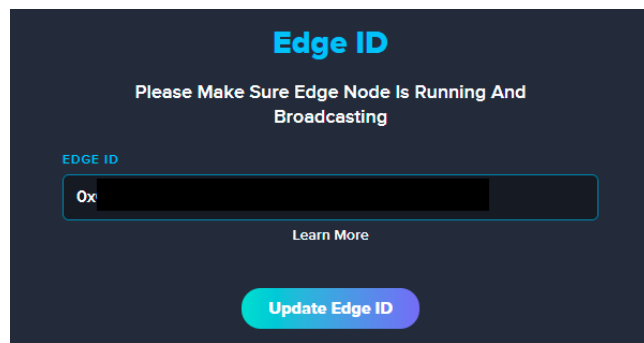 Edge ID
Please Make Sure Edge Node Is Running And
Broadcasting
EDGE ID
0x
Learn More
Update Edge ID